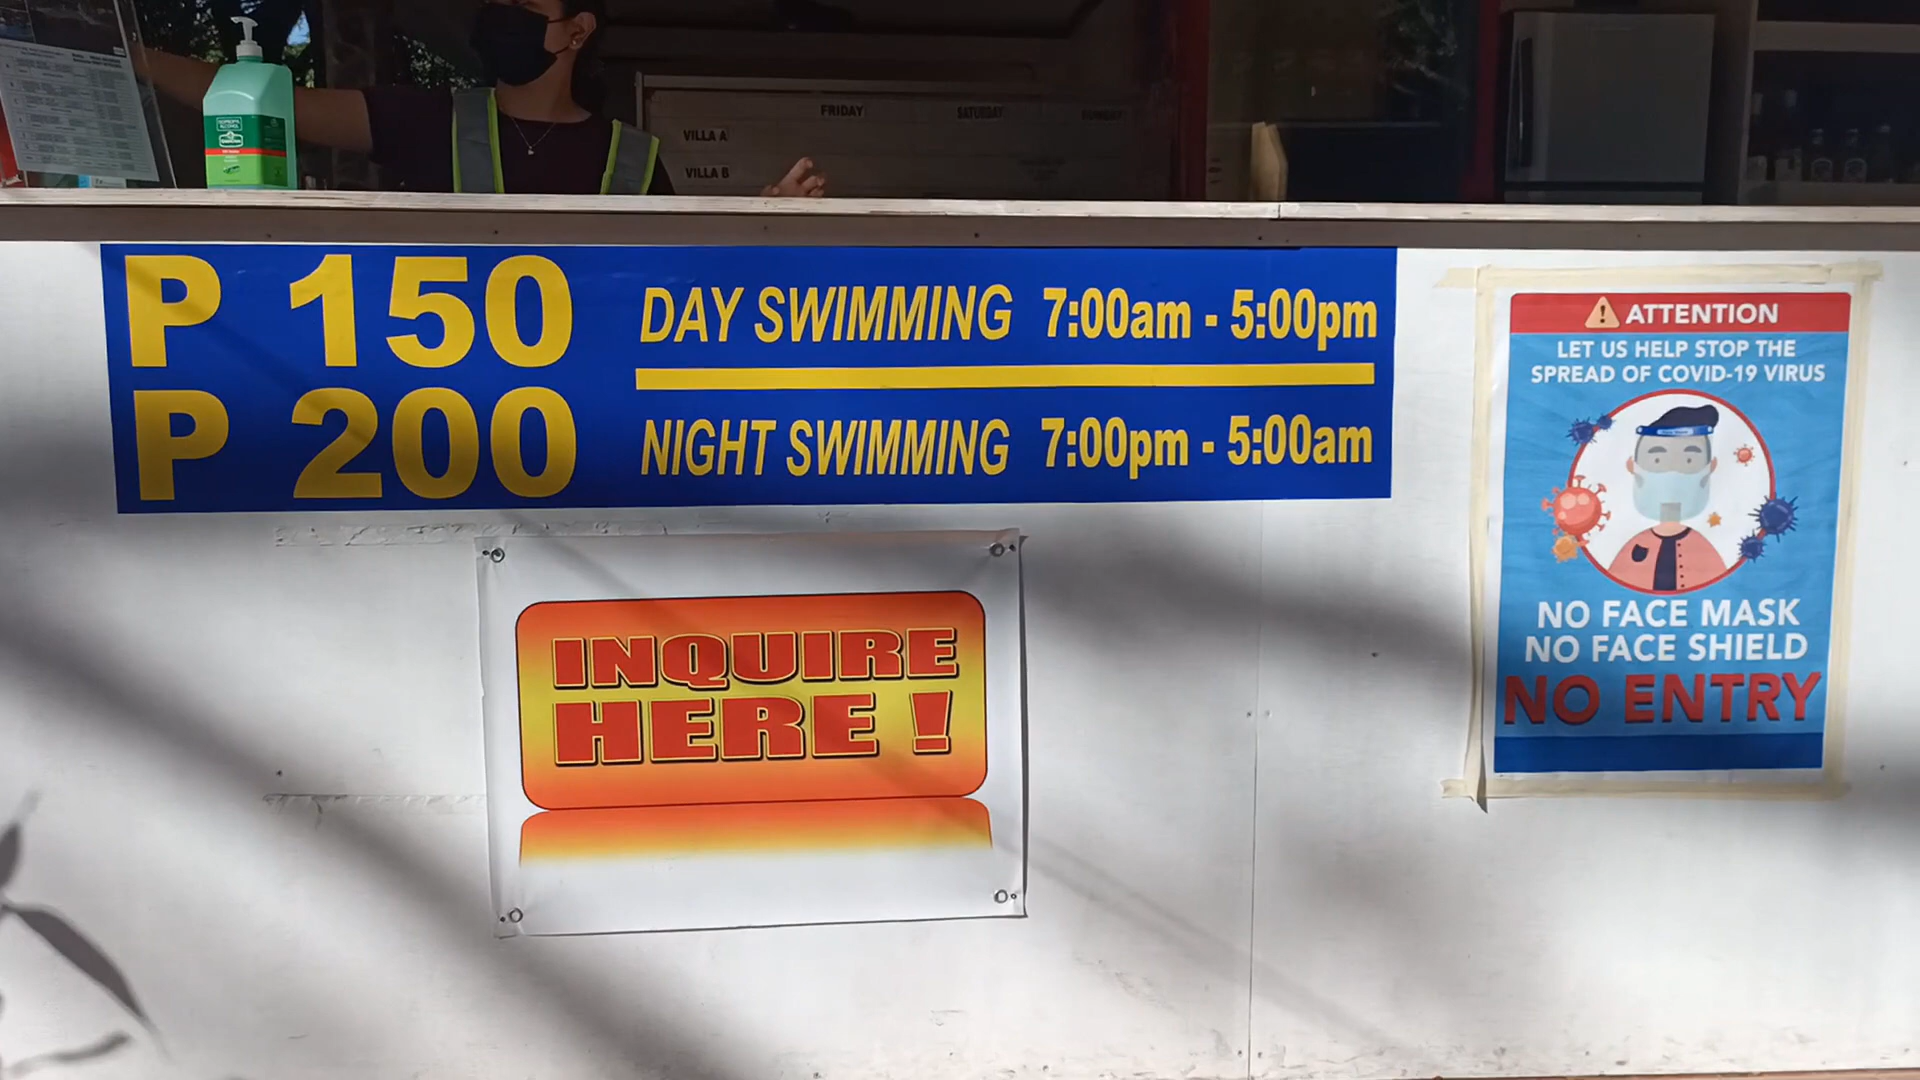 FRIDAY SATURDAY SUNDAY
VILLA A
VILLA B
ISOPROPYL
ALCOHOL
P 150 DAY SWIMMING 7:00am - 5:00pm
P 200 NIGHT SWIMMING 7:00pm - 5:00am
INQUIRE
HERE !
ATTENTION
LET US HELP STOP THE
SPREAD OF COVID-19 VIRUS
NO FACE MASK
NO FACE SHIELD
NO ENTRY